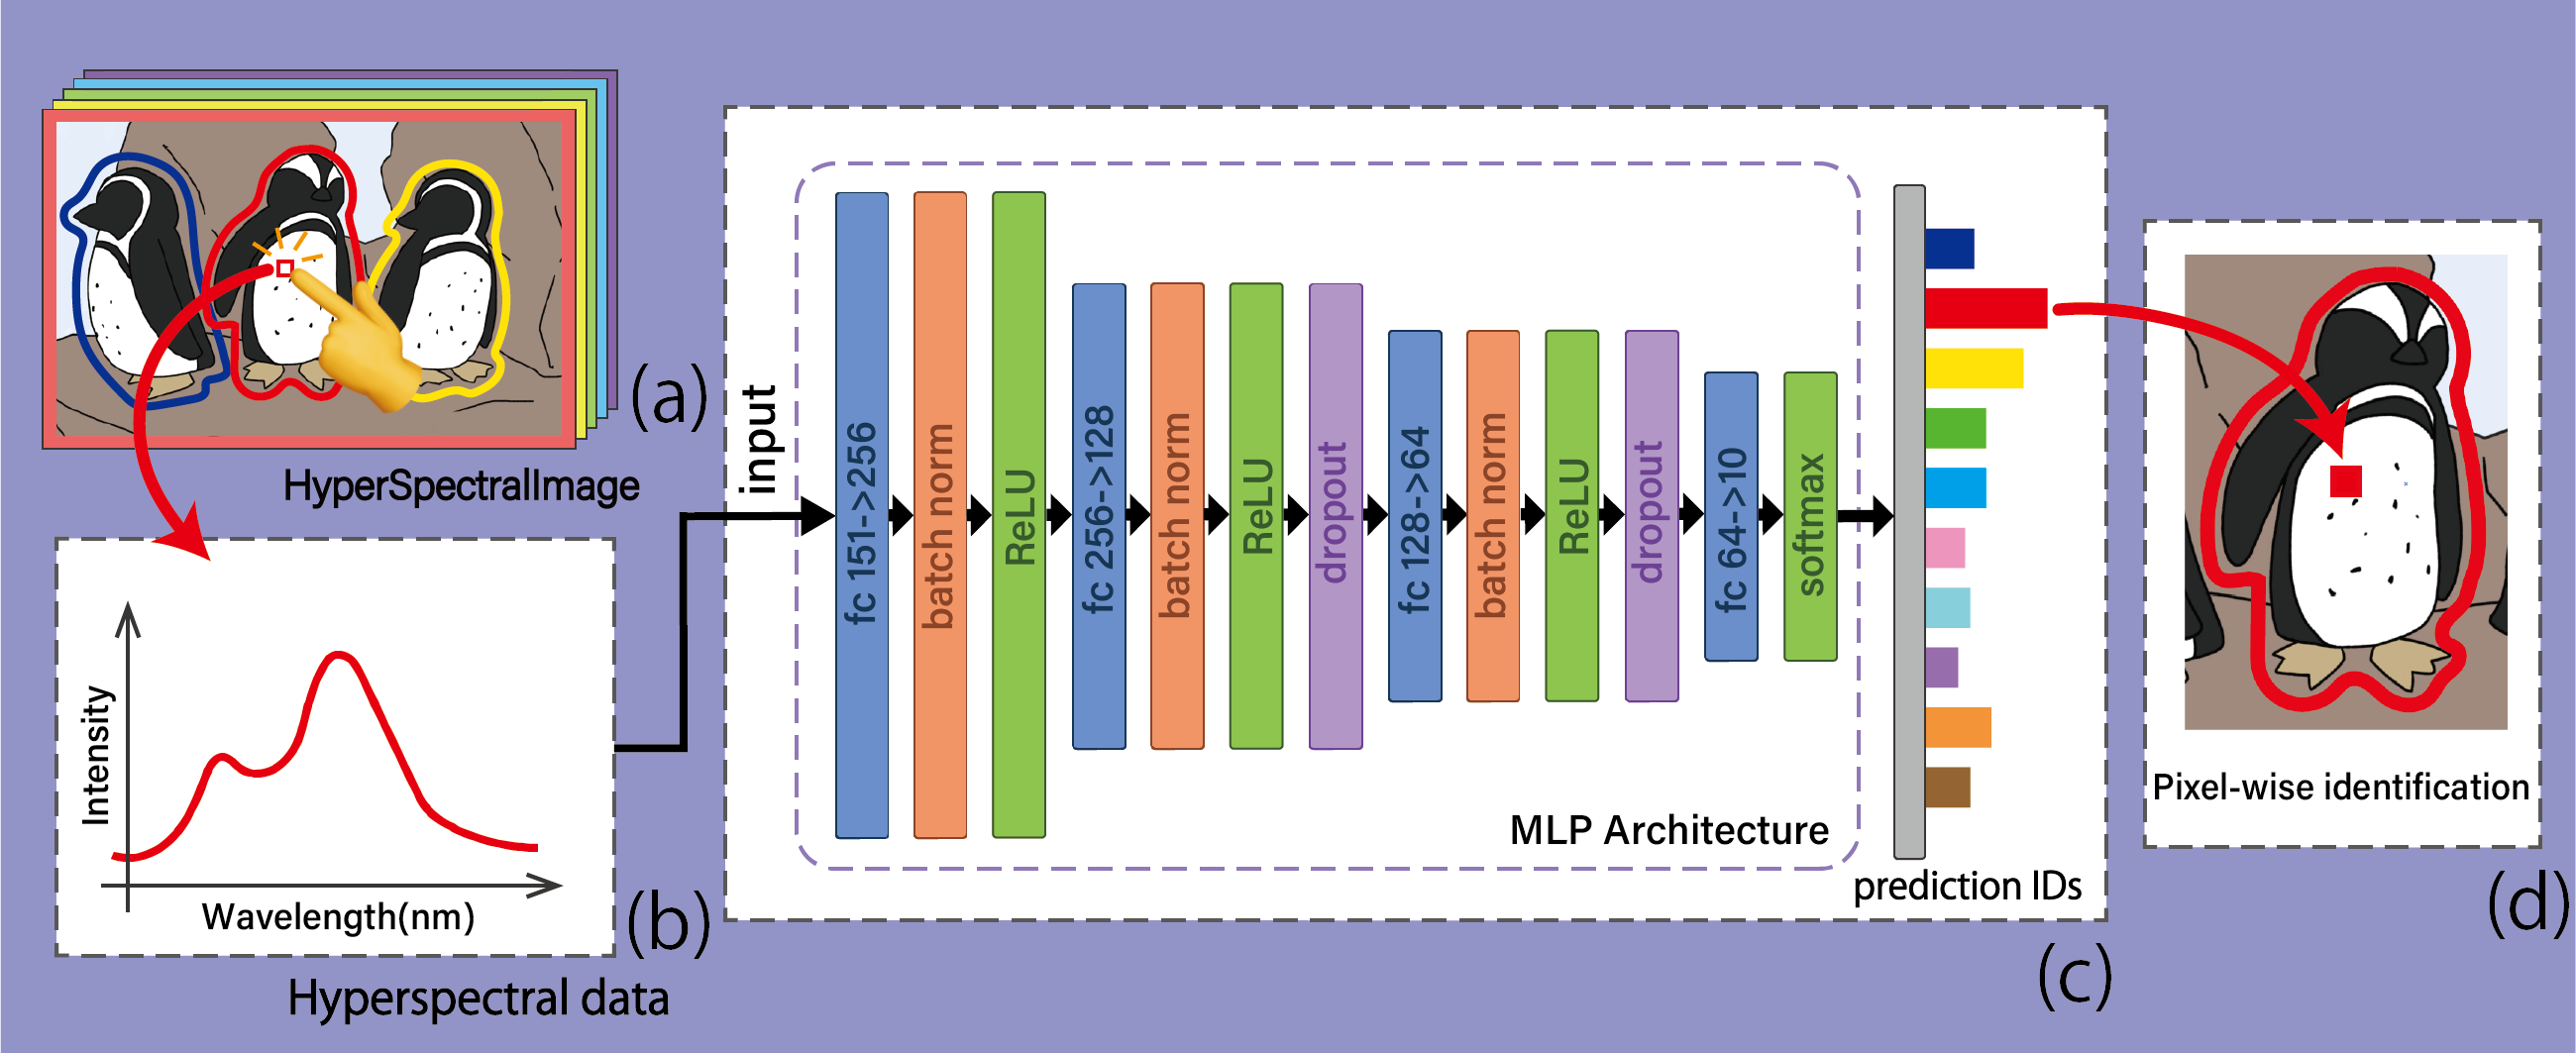 (a)
HyperSpectralImage
Intensity
Wavelength(nm)
(b)
Hyperspectral data
input
fc 151->256
batch norm
ReLU
fc 256->128
batch norm
ReLU
dropout
fc 128->64
batch norm
ReLU
dropout
fc 64->10
softmax
MLP Architecture
prediction IDs
(c)
Pixel-wise identification
(d)